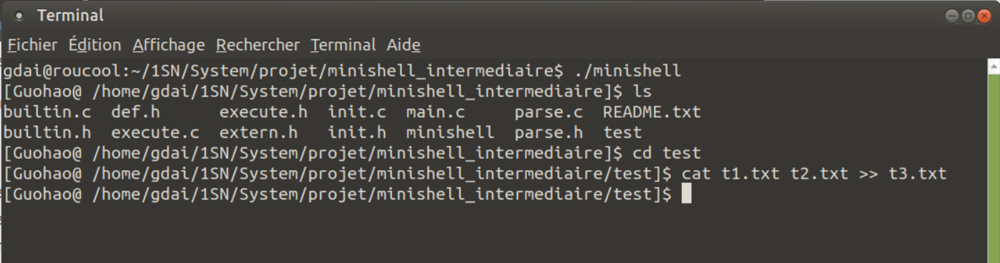 Terminal
Fichier Édition Affichage Rechercher Terminal Aide
gdai@roucool:~/1SN/System/projet/minishell_intermediaire$ ./minishell
[Guohao@ /home/gdai/1SN/System/projet/minishell_intermediaire]$ ls
builtin.c  def.h      execute.h  init.c  main.c     parse.c  README.txt
builtin.h  execute.c  extern.h   init.h  minishell  parse.h  test
[Guohao@ /home/gdai/1SN/System/projet/minishell_intermediaire]$ cd test
[Guohao@ /home/gdai/1SN/System/projet/minishell_intermediaire/test]$ cat t1.txt t2.txt >> t3.txt
[Guohao@ /home/gdai/1SN/System/projet/minishell_intermediaire/test]$